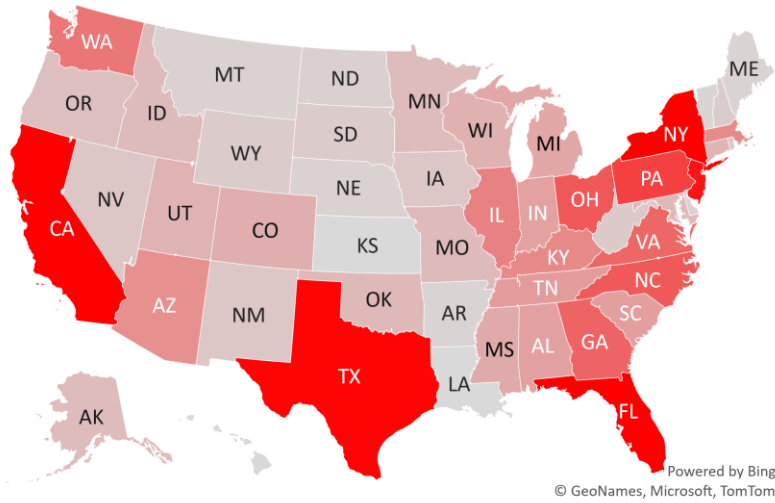 WA
MT
ND
ME
OR
ID
MN
WI
MI
NY
SD
WY
IA
PA
NE
NV
UT
CO
IL
IN
OH
CA
KS
MO
KY
VA
NC
TN
AZ
NM
OK
AR
SC
MS
AL
GA
TX
LA
FL
AK
Powered by Bing
© GeoNames, Microsoft, TomTom